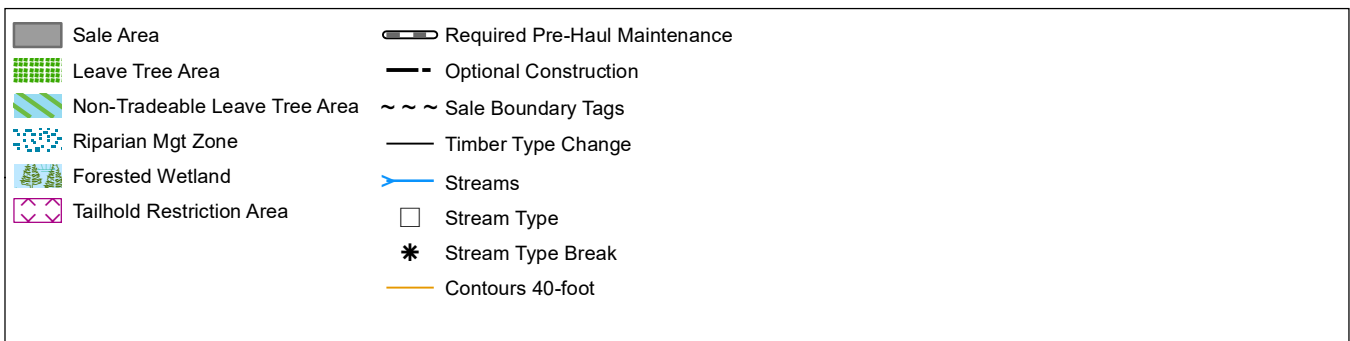 Sale Area
Leave Tree Area
Non-Tradeable Leave Tree Area
Riparian Mgt Zone
Forested Wetland
Tailhold Restriction Area
Required Pre-Haul Maintenance
Optional Construction
Sale Boundary Tags
Timber Type Change
Streams
Stream Type
Stream Type Break
Contours 40-foot